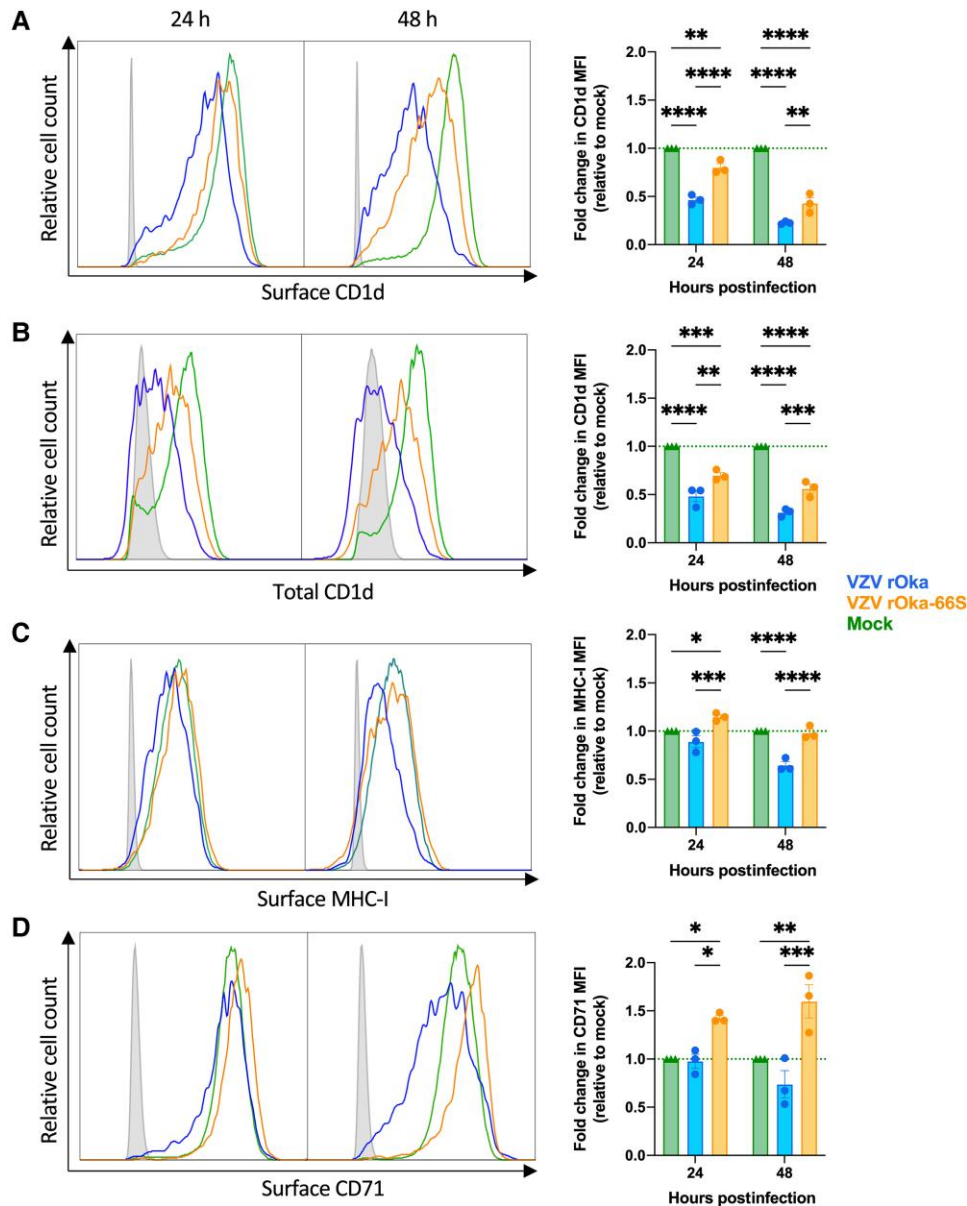 A
24 h
48 h
Relative cell count
Surface CD1d
Fold change in CD1d MFI
(relative to mock)
2.0
1.5
1.0
0.5
0.0
** ****
**** ****
**** **
24
48
Hours postinfection
B
Relative cell count
Total CD1d
Fold change in CD1d MFI
(relative to mock)
2.0
1.5
1.0
0.5
0.0
*** ****
** ****
**** ***
24
48
Hours postinfection
VZV rOka
VZV rOka-66S
Mock
C
Relative cell count
Surface MHC-I
Fold change in MHC-I MFI
(relative to mock)
2.0
1.5
1.0
0.5
0.0
* ****
*** ****
24
48
Hours postinfection
D
Relative cell count
Surface CD71
Fold change in CD71 MFI
(relative to mock)
2.0
1.5
1.0
0.5
0.0
* **
* ***
24
48
Hours postinfection